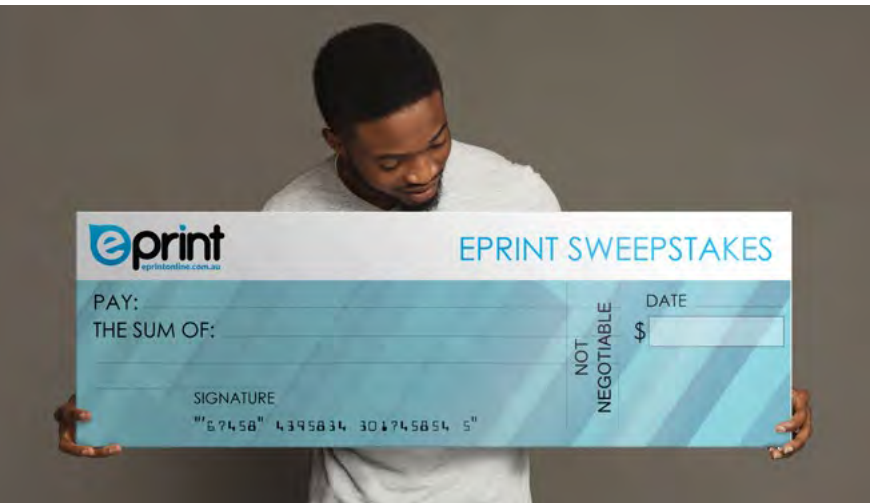 eprint
eprintonline.com.au
EPRINT SWEEPSTAKES
PAY:
DATE
THE SUM OF:
$
NOT
NEGOTIABLE
SIGNATURE
"'67458" 4395834 301745854 5"